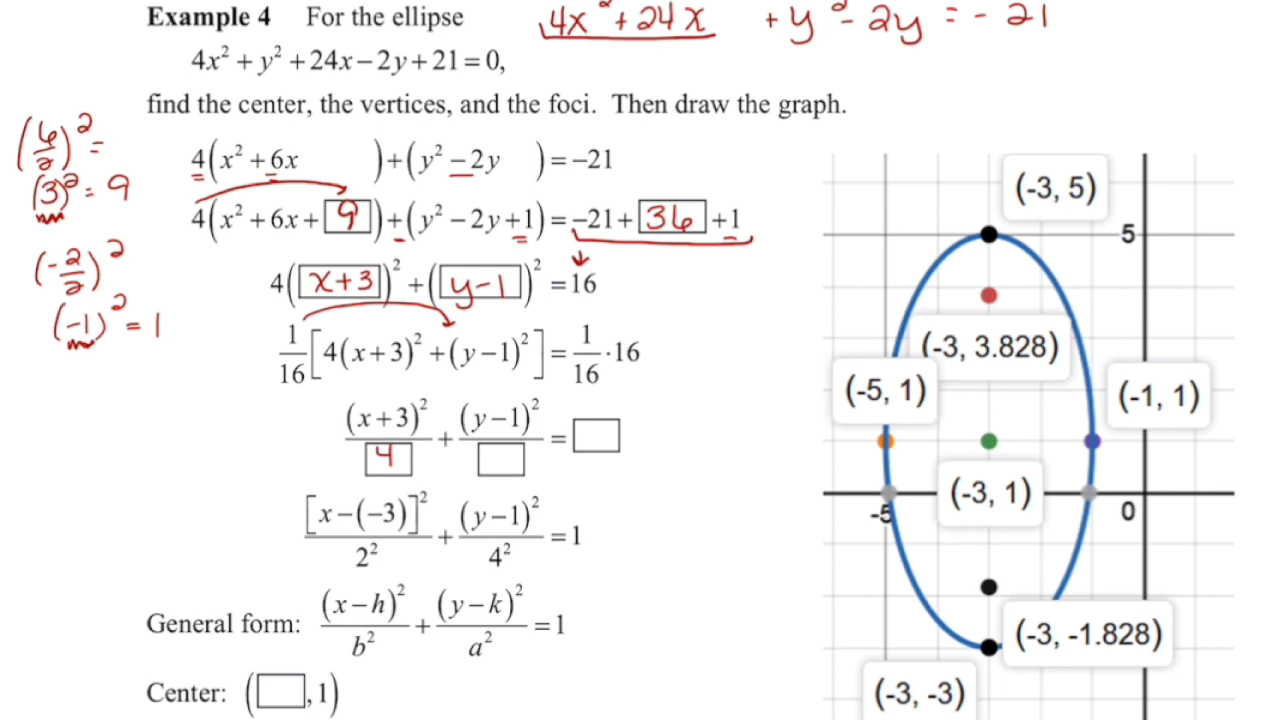 Example 4 For the ellipse
4x² + 24x + y² - 2y = - 21
4x² + y² + 24x − 2y + 21 = 0,
find the center, the vertices, and the foci. Then draw the graph.
(6/2)² =
(3)² = 9
(-2/2)²
(-1)² = 1
4(x² + 6x ) + (y² − 2y ) = −21
4(x² + 6x + 9) + (y² − 2y + 1) = −21 + 36 + 1
4(x+3)² + (y-1)² = 16
1/16 [4(x+3)² + (y−1)²] = 1/16 · 16
(x+3)²/4 + (y−1)²/□ = □
[x−(−3)]²/2² + (y−1)²/4² = 1
General form: (x−h)²/b² + (y−k)²/a² = 1
Center: (□, 1)
(-3, 5)
5
(-3, 3.828)
(-5, 1)
(-1, 1)
(-3, 1)
-5
0
(-3, -1.828)
(-3, -3)